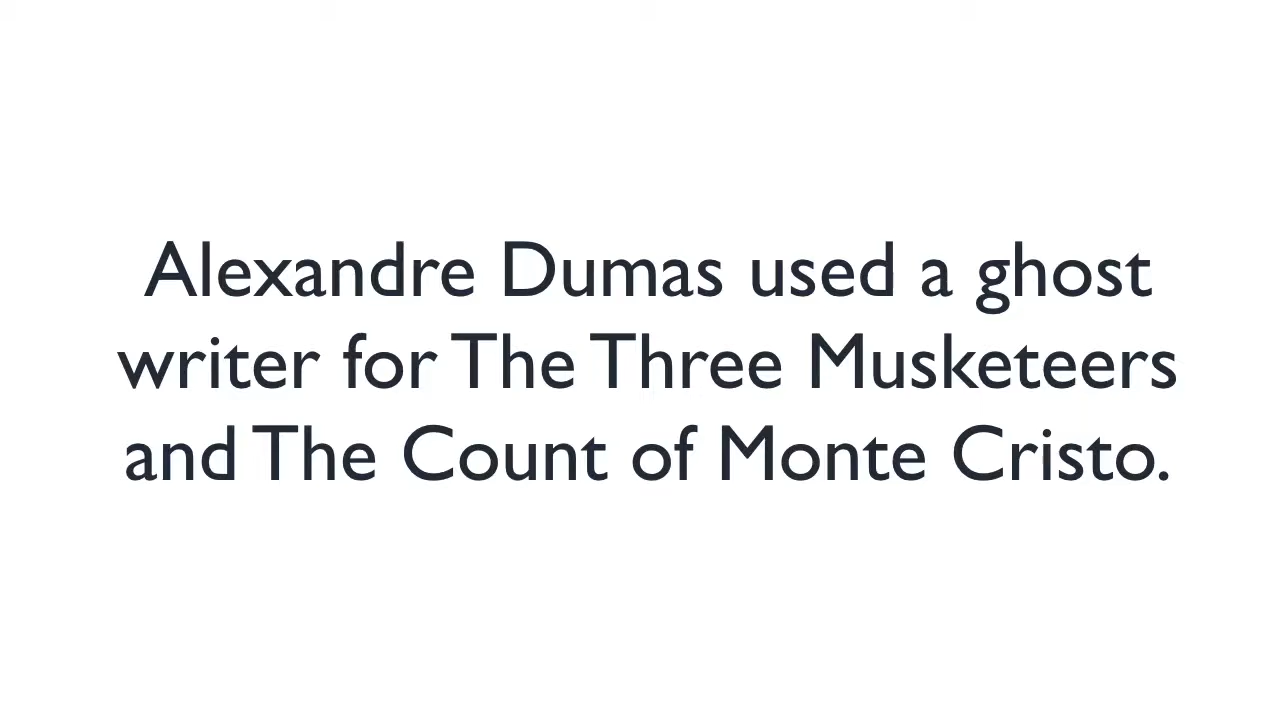 Alexandre Dumas used a ghost
writer for The Three Musketeers
and The Count of Monte Cristo.